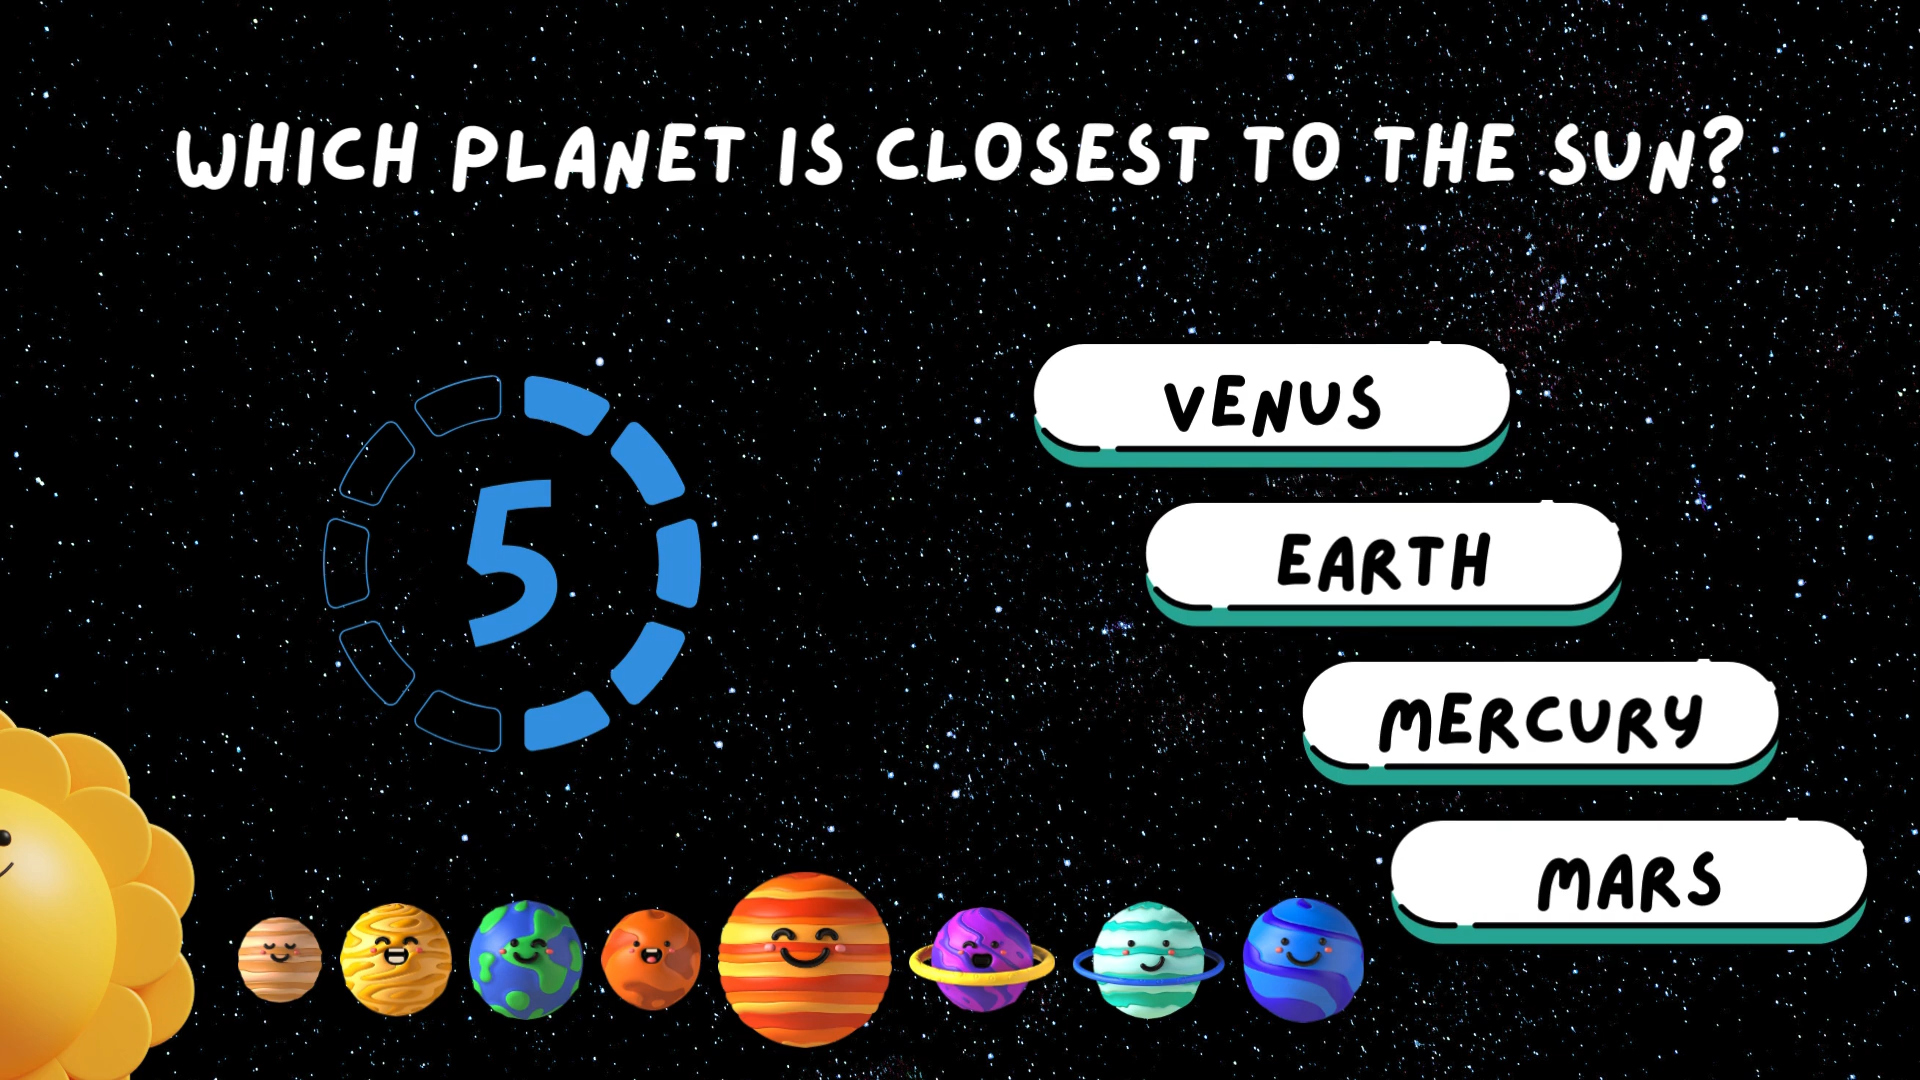 WHICH PLANET IS CLOSEST TO THE SUN?
5
VENUS
EARTH
MERCURY
MARS